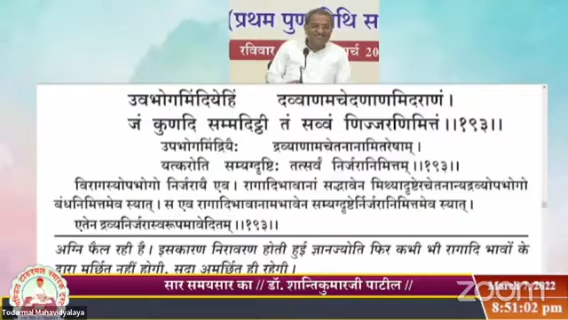 (प्रथम पुण्यतिथि स
रविवार
मार्च 20
उवभोगमिंदियेहिं दव्वाणमचेदणाणमिदराणं।
जं कुणदि सम्मदिट्ठी तं सव्वं णिज्जरणिमित्तं।।१९३।।
उपभोगमिंद्रियैः द्रव्याणामचेतनानामितरेषाम्।
यत्करोति सम्यग्दृष्टिः तत्सर्वं निर्जरानिमित्तम्।।१९३।।
विरागस्योपभोगो निर्जरायै एव। रागादिभावानां सद्भावेन मिथ्यादृष्टेरचेतनान्यद्रव्योपभोगो
बंधनिमित्तमेव स्यात्। स एव रागादिभावानामभावेन सम्यग्दृष्टेर्निर्जरानिमित्तमेव स्यात्।
एतेन द्रव्यनिर्जरास्वरूपमावेदितम्।।१९३।।
अग्नि फैल रही है। इसकारण निरावरण होती हुई ज्ञानज्योति फिर कभी भी रागादि भावों के
द्वारा मूर्छित नहीं होगी, सदा अमूर्छित ही रहेगी।
सार समयसार का // डॉ. शान्तिकुमारजी पाटील //
March 7, 2022
zoom
Todarmal Mahavidyalaya
8:51:02 pm